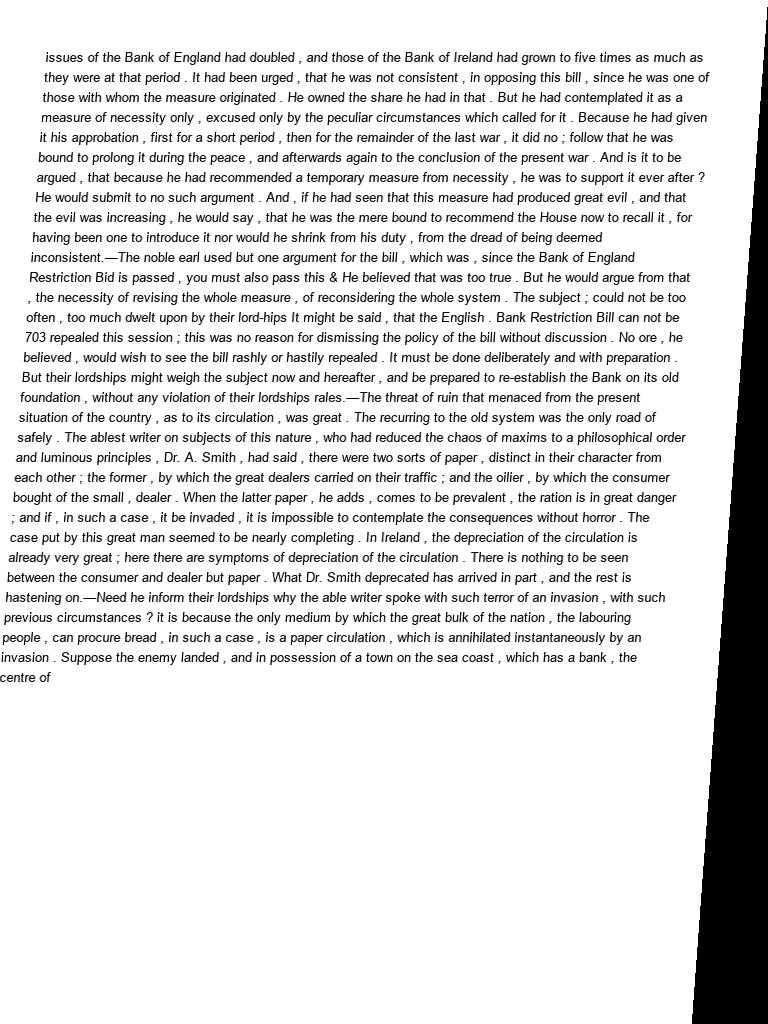 issues of the Bank of England had doubled , and those of the Bank of Ireland had grown to five times as much as
they were at that period . It had been urged , that he was not consistent , in opposing this bill , since he was one of
those with whom the measure originated . He owned the share he had in that . But he had contemplated it as a
measure of necessity only , excused only by the peculiar circumstances which called for it . Because he had given
it his approbation , first for a short period , then for the remainder of the last war , it did no ; follow that he was
bound to prolong it during the peace , and afterwards again to the conclusion of the present war . And is it to be
argued , that because he had recommended a temporary measure from necessity , he was to support it ever after ?
He would submit to no such argument . And , if he had seen that this measure had produced great evil , and that
the evil was increasing , he would say , that he was the mere bound to recommend the House now to recall it , for
having been one to introduce it nor would he shrink from his duty , from the dread of being deemed
inconsistent.—The noble earl used but one argument for the bill , which was , since the Bank of England
Restriction Bid is passed , you must also pass this & He believed that was too true . But he would argue from that
, the necessity of revising the whole measure , of reconsidering the whole system . The subject ; could not be too
often , too much dwelt upon by their lord-hips It might be said , that the English . Bank Restriction Bill can not be
703 repealed this session ; this was no reason for dismissing the policy of the bill without discussion . No ore , he
believed , would wish to see the bill rashly or hastily repealed . It must be done deliberately and with preparation .
But their lordships might weigh the subject now and hereafter , and be prepared to re-establish the Bank on its old
foundation , without any violation of their lordships rales.—The threat of ruin that menaced from the present
situation of the country , as to its circulation , was great . The recurring to the old system was the only road of
safely . The ablest writer on subjects of this nature , who had reduced the chaos of maxims to a philosophical order
and luminous principles , Dr. A. Smith , had said , there were two sorts of paper , distinct in their character from
each other ; the former , by which the great dealers carried on their traffic ; and the oilier , by which the consumer
bought of the small , dealer . When the latter paper , he adds , comes to be prevalent , the ration is in great danger
; and if , in such a case , it be invaded , it is impossible to contemplate the consequences without horror . The
case put by this great man seemed to be nearly completing . In Ireland , the depreciation of the circulation is
already very great ; here there are symptoms of depreciation of the circulation . There is nothing to be seen
between the consumer and dealer but paper . What Dr. Smith deprecated has arrived in part , and the rest is
hastening on.—Need he inform their lordships why the able writer spoke with such terror of an invasion , with such
previous circumstances ? it is because the only medium by which the great bulk of the nation , the labouring
people , can procure bread , in such a case , is a paper circulation , which is annihilated instantaneously by an
invasion . Suppose the enemy landed , and in possession of a town on the sea coast , which has a bank , the
centre of